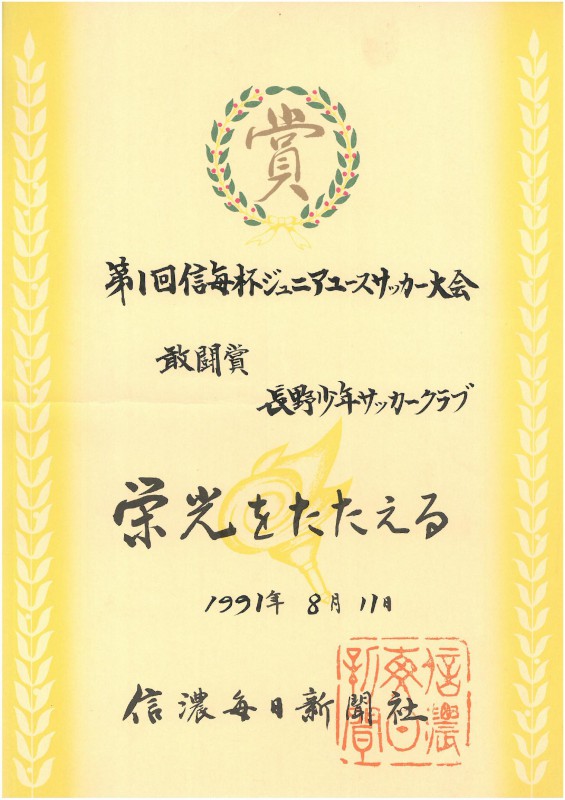 賞
第1回信毎杯ジュニアユースサッカー大会
敢闘賞
長野少年サッカークラブ
栄光をたたえる
1991年 8月 11日
信濃毎日新聞社